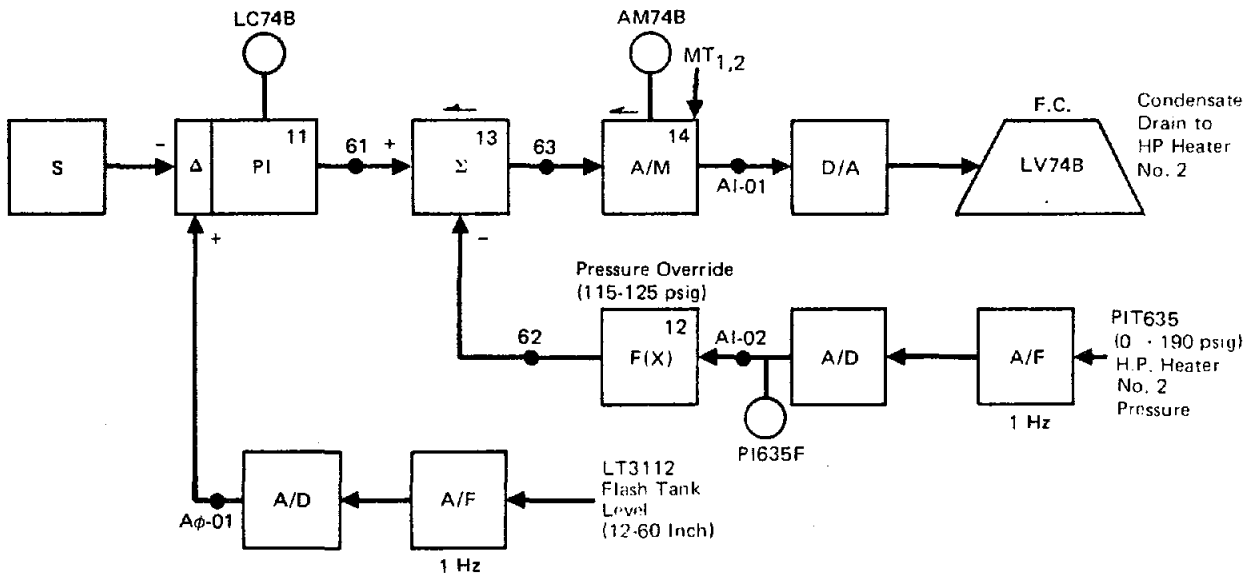 LC74B
AM74B
MT1,2
F.C.
Condensate
Drain to
HP Heater
No. 2
S
-
Δ
PI
11
61
+
13
Σ
63
14
A/M
AI-01
D/A
LV74B
+
-
Pressure Override
(115-125 psig)
62
12
F(X)
AI-02
A/D
A/F
1 Hz
PI635F
PIT635
(0 - 190 psig)
H.P. Heater
No. 2
Pressure
Aϕ-01
A/D
A/F
1 Hz
LT3112
Flash Tank
Level
(12-60 Inch)